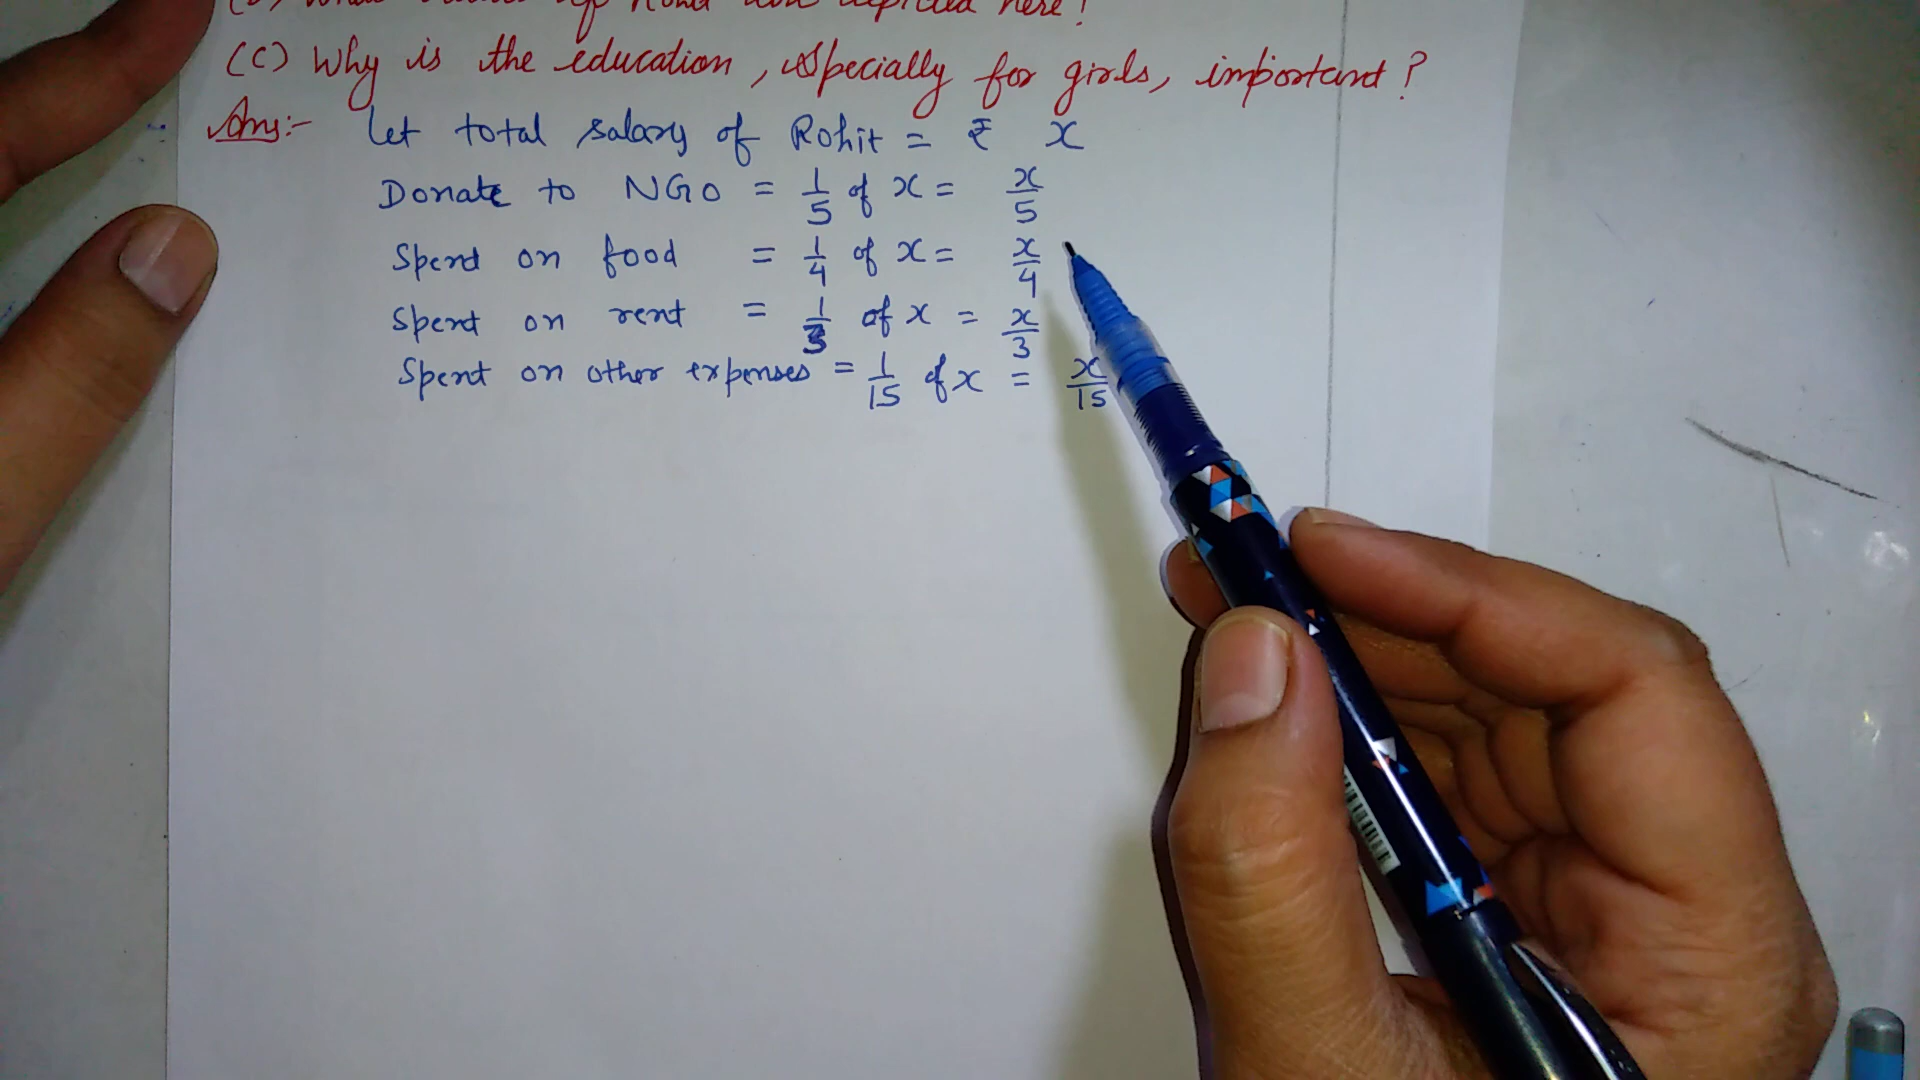 (C) Why is the education, especially for girls, important?
Ans:- Let total salary of Rohit = ₹ x
Donate to NGO = 1/5 of x = x/5
Spend on food = 1/4 of x = x/4
Spent on rent = 1/3 of x = x/3
Spent on other expenses = 1/15 of x = x/15